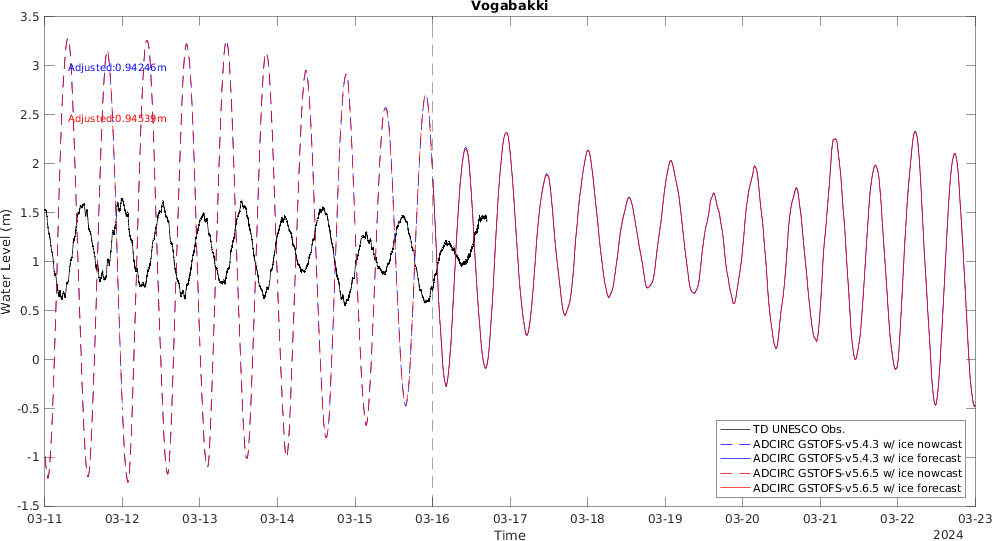 Vogabakki
3.5
3
2.5
2
1.5
1
0.5
0
-0.5
-1
-1.5
Water Level (m)
Adjusted:0.94246m
Adjusted:0.94539m
TD UNESCO Obs.
ADCIRC GSTOFS-v5.4.3 w/ ice nowcast
ADCIRC GSTOFS-v5.4.3 w/ ice forecast
ADCIRC GSTOFS-v5.6.5 w/ ice nowcast
ADCIRC GSTOFS-v5.6.5 w/ ice forecast
03-11 03-12 03-13 03-14 03-15 03-16 03-17 03-18 03-19 03-20 03-21 03-22 03-23
Time
2024